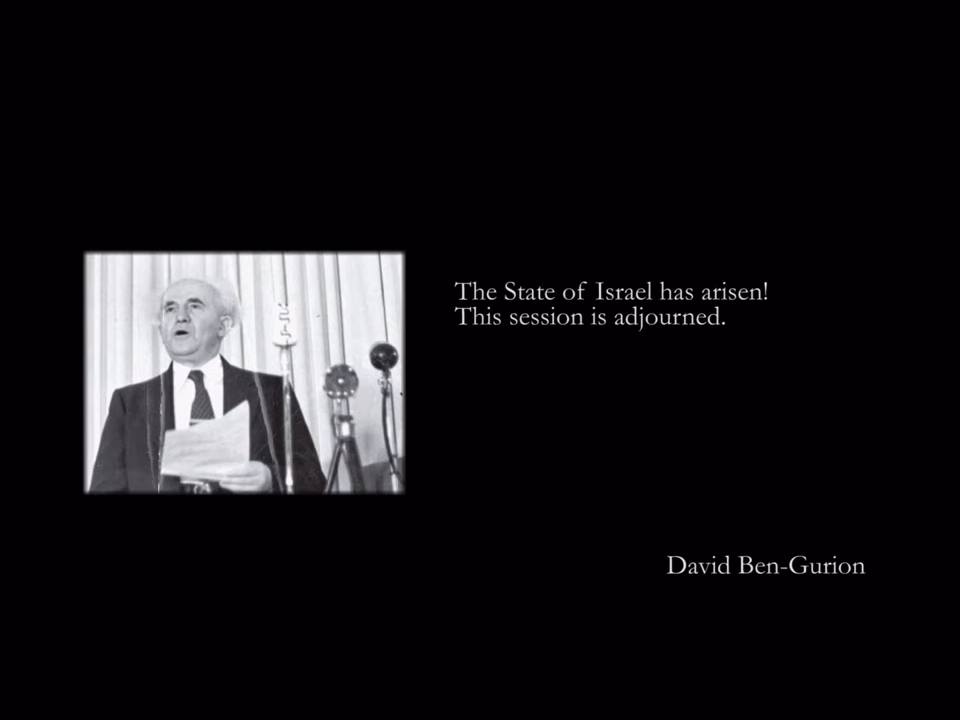 The State of Israel has arisen!
This session is adjourned.
David Ben-Gurion